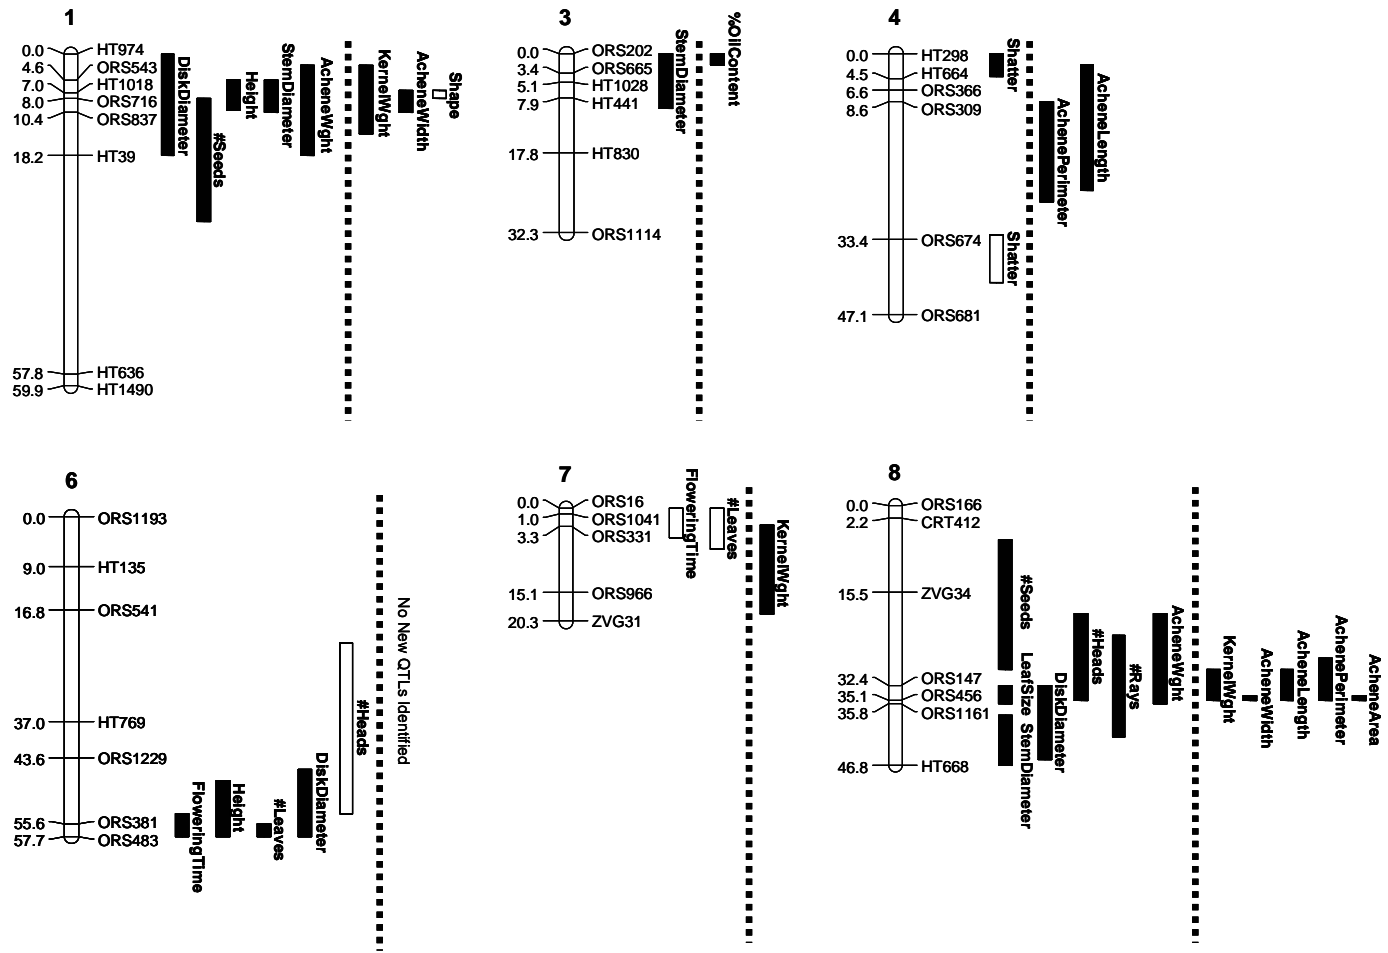 1
0.0 HT974
4.6 ORS543
7.0 HT1018
8.0 ORS716
10.4 ORS837
18.2 HT39
57.8 HT636
59.9 HT1490
DiskDiameter
#Seeds
Height
StemDiameter
AcheneWght
KernelWght
AcheneWidth
Shape
3
0.0 ORS202
3.4 ORS665
5.1 HT1028
7.9 HT441
17.8 HT830
32.3 ORS1114
StemDiameter
%OilContent
4
0.0 HT298
4.5 HT664
6.6 ORS366
8.6 ORS309
33.4 ORS674
47.1 ORS681
Shatter
Shatter
AchenePerimeter
AcheneLength
6
0.0 ORS1193
9.0 HT135
16.8 ORS541
37.0 HT769
43.6 ORS1229
55.6 ORS381
57.7 ORS483
FloweringTime
Height
#Leaves
DiskDiameter
#Heads
No New QTLs Identified
7
0.0 ORS16
1.0 ORS1041
3.3 ORS331
15.1 ORS966
20.3 ZVG31
FloweringTime
#Leaves
KernelWght
8
0.0 ORS166
2.2 CRT412
15.5 ZVG34
32.4 ORS147
35.1 ORS456
35.8 ORS1161
46.8 HT668
#Seeds
LeafSize
StemDiameter
DiskDiameter
#Heads
#Rays
AcheneWght
KernelWght
AcheneWidth
AcheneLength
AchenePerimeter
AcheneArea